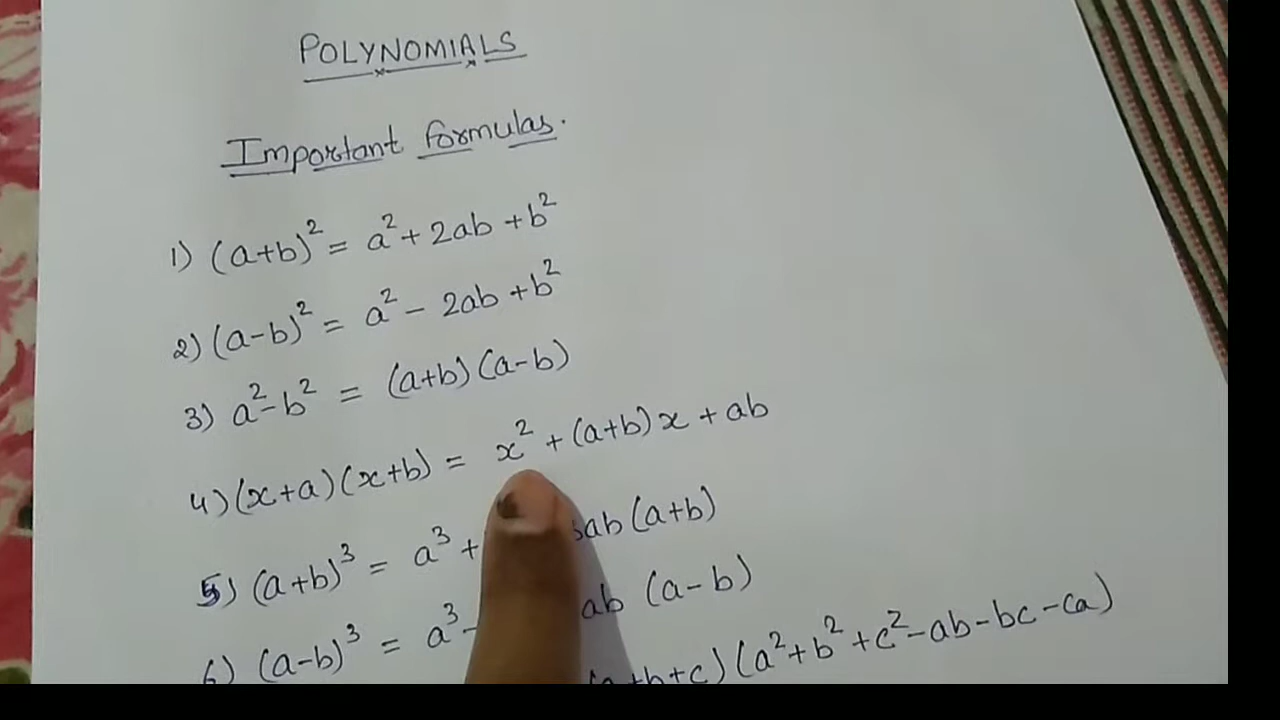 POLYNOMIALS
Important formulas.
1) (a+b)² = a² + 2ab + b²
2) (a-b)² = a² - 2ab + b²
3) a² - b² = (a+b)(a-b)
4) (x+a)(x+b) = x² + (a+b)x + ab
5) (a+b)³ = a³ + ab(a+b)
6) (a-b)³ = a³ - ab (a-b)
+b+c)(a²+b²+c²-ab-bc-ca)